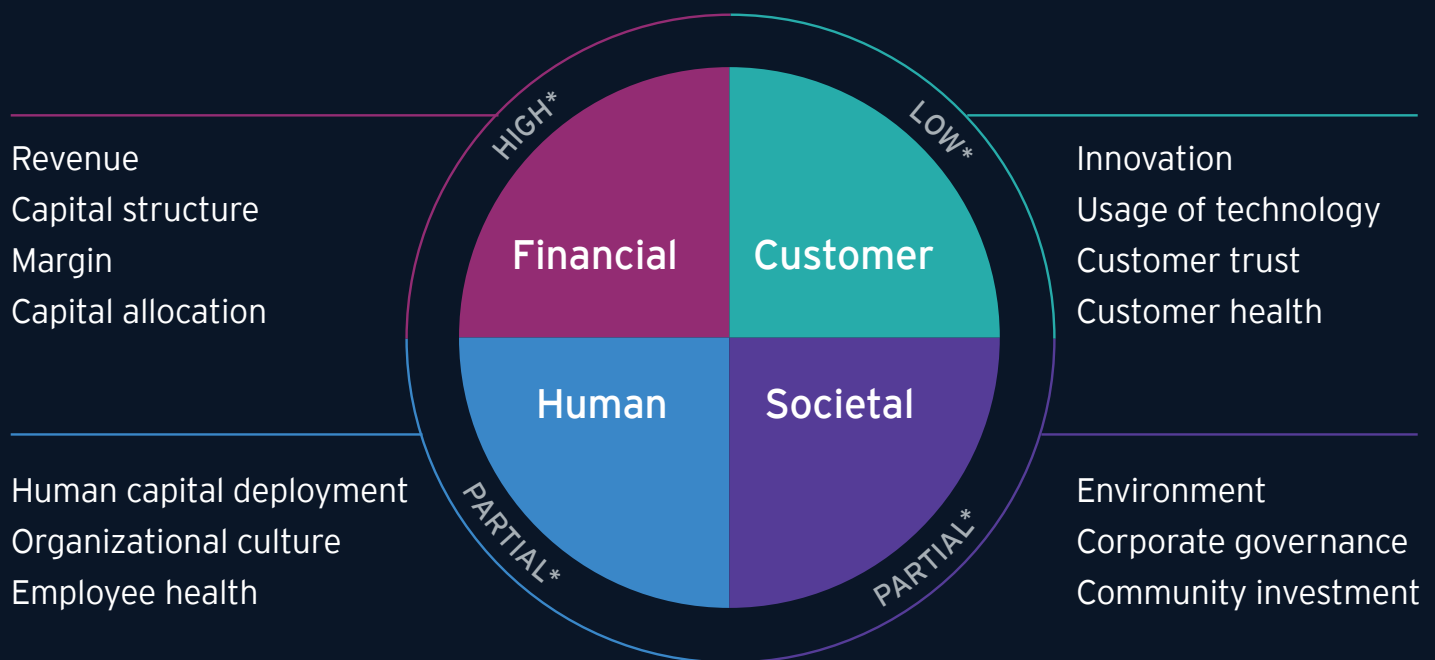 HIGH*
LOW*
Revenue
Capital structure
Margin
Capital allocation
Financial
Customer
Innovation
Usage of technology
Customer trust
Customer health
Human
Societal
Human capital deployment
Organizational culture
Employee health
PARTIAL*
PARTIAL*
Environment
Corporate governance
Community investment